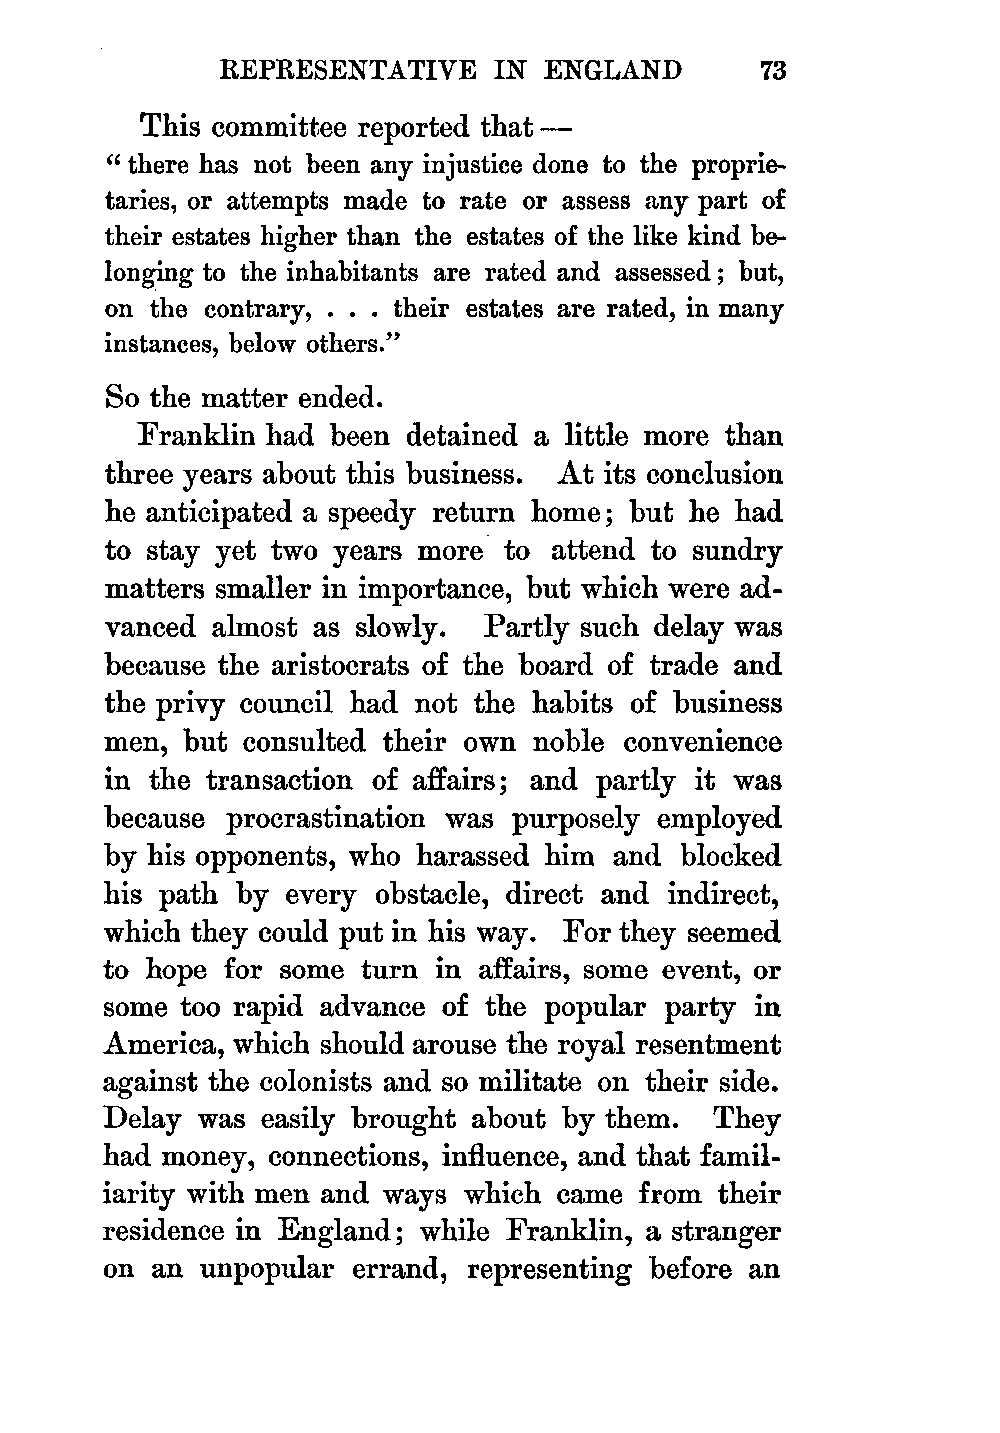 REPRESENTATIVE IN ENGLAND 73
This committee reported that —
“ there has not been any injustice done to the proprie-
taries, or attempts made to rate or assess any part of
their estates higher than the estates of the like kind be-
longing to the inhabitants are rated and assessed ; but,
on the contrary, . . . their estates are rated, in many
instances, below others.”
So the matter ended.
Franklin had been detained a little more than
three years about this business. At its conclusion
he anticipated a speedy return home; but he had
to stay yet two years more to attend to sundry
matters smaller in importance, but which were ad-
vanced almost as slowly. Partly such delay was
because the aristocrats of the board of trade and
the privy council had not the habits of business
men, but consulted their own noble convenience
in the transaction of affairs; and partly it was
because procrastination was purposely employed
by his opponents, who harassed him and blocked
his path by every obstacle, direct and indirect,
which they could put in his way. For they seemed
to hope for some turn in affairs, some event, or
some too rapid advance of the popular party in
America, which should arouse the royal resentment
against the colonists and so militate on their side.
Delay was easily brought about by them. They
had money, connections, influence, and that famil-
iarity with men and ways which came from their
residence in England; while Franklin, a stranger
on an unpopular errand, representing before an